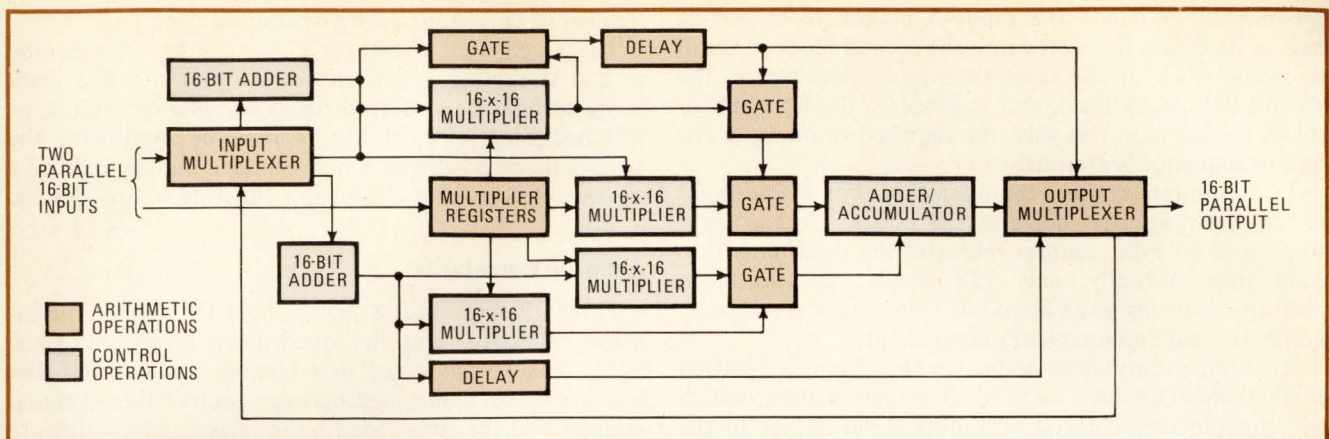 GATE
DELAY
16-BIT ADDER
16-x-16
MULTIPLIER
GATE
TWO
PARALLEL
16-BIT
INPUTS
INPUT
MULTIPLEXER
MULTIPLIER
REGISTERS
16-x-16
MULTIPLIER
GATE
ADDER/
ACCUMULATOR
OUTPUT
MULTIPLEXER
16-BIT
PARALLEL
OUTPUT
16-BIT
ADDER
16-x-16
MULTIPLIER
GATE
16-x-16
MULTIPLIER
DELAY
ARITHMETIC
OPERATIONS
CONTROL
OPERATIONS